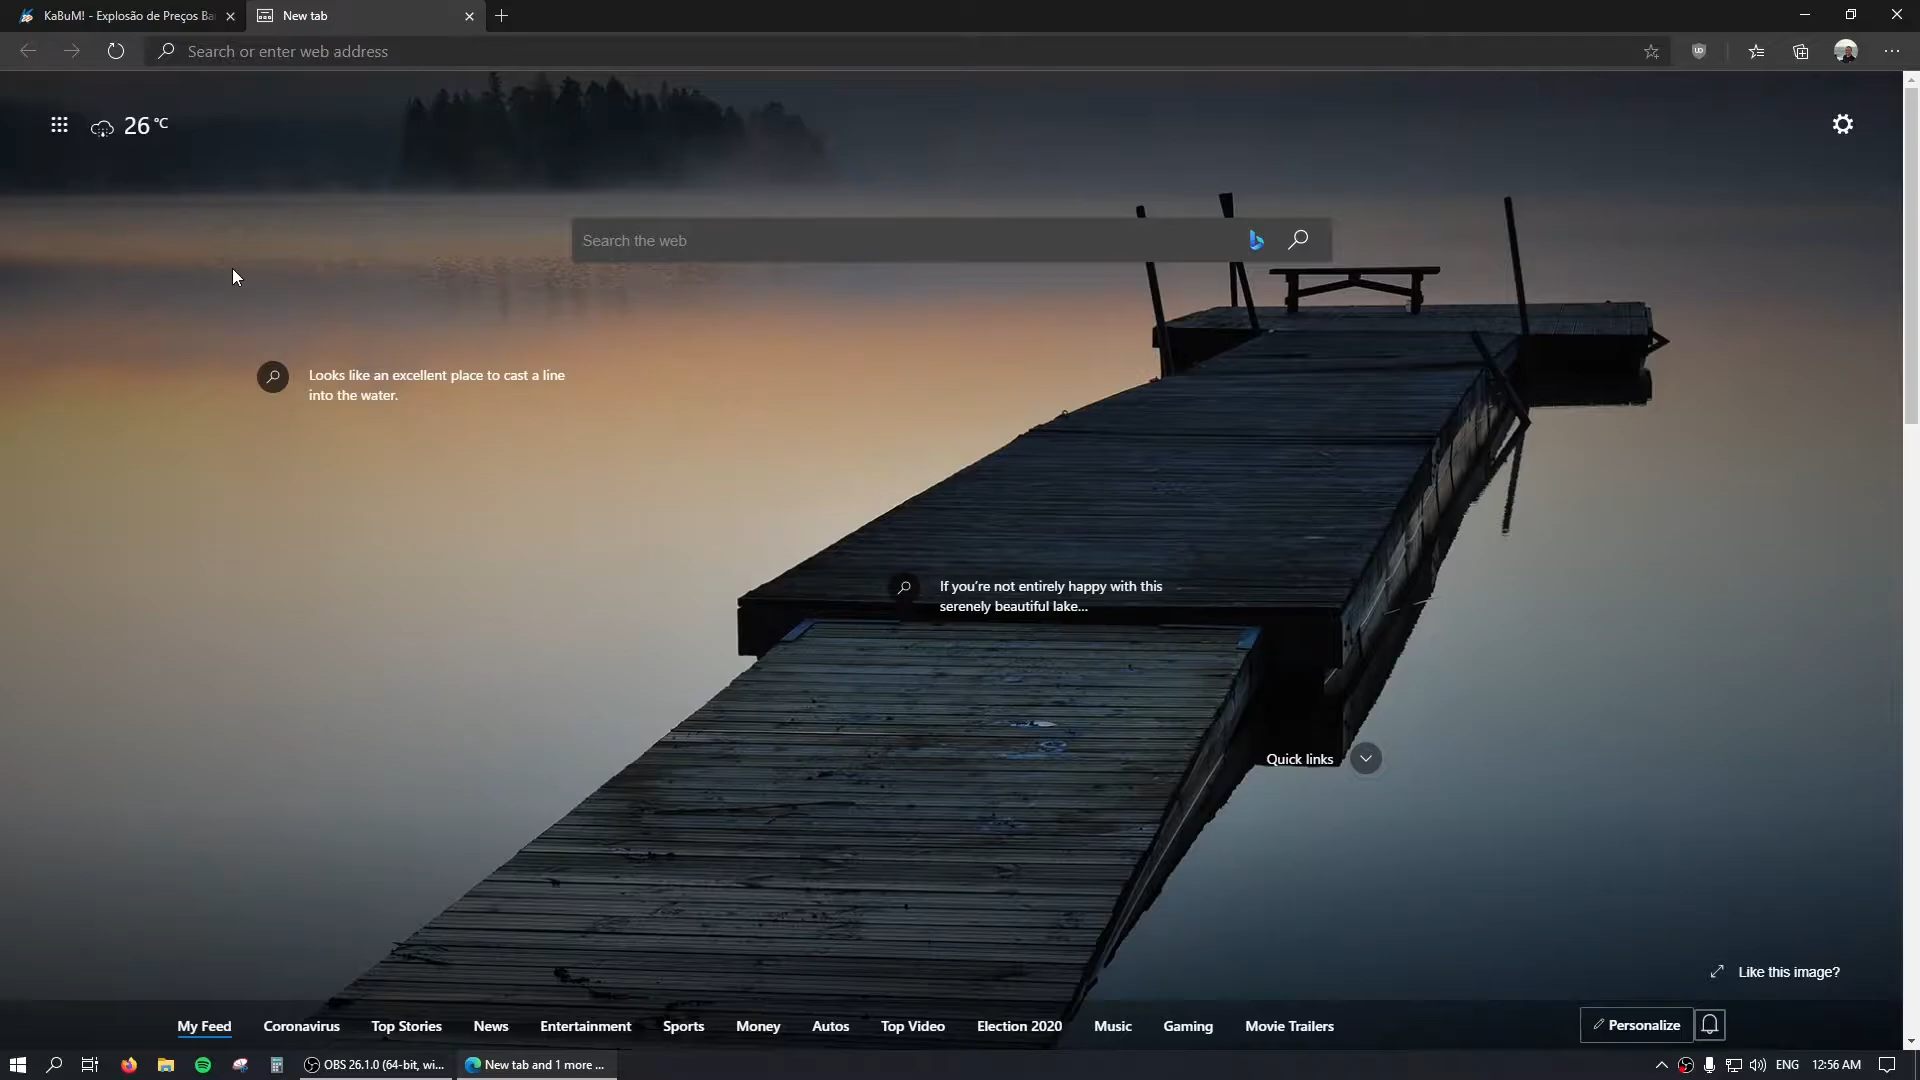 KaBuM! - Explosão de Preços Ba
New tab
Search or enter web address
26 °C
Search the web
Looks like an excellent place to cast a line
into the water.
If you’re not entirely happy with this
serenely beautiful lake...
Quick links
Like this image?
My Feed Coronavirus Top Stories News Entertainment Sports Money Autos Top Video Election 2020 Music Gaming Movie Trailers Personalize
OBS 26.1.0 (64-bit, wi... New tab and 1 more ... ENG 12:56 AM